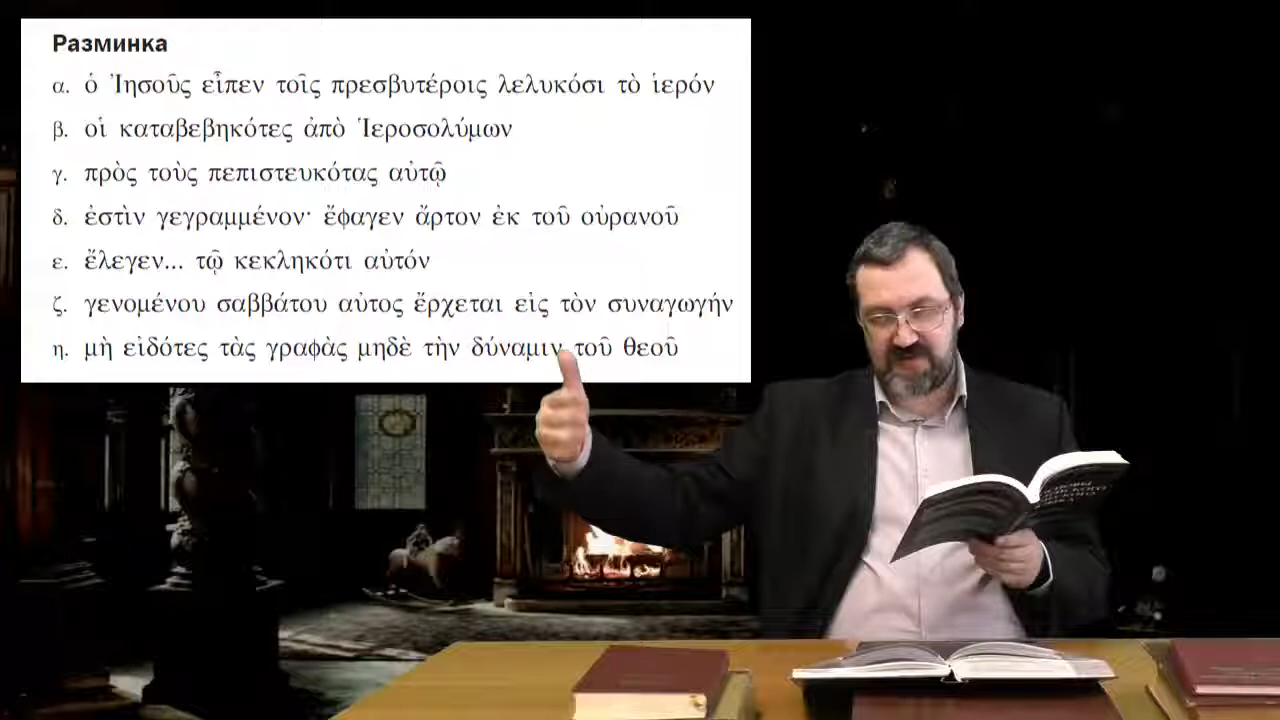 Разминка
α. ὁ Ἰησοῦς εἶπεν τοῖς πρεσβυτέροις λελυκόσι τὸ ἱερόν
β. οἱ καταβεβηκότες ἀπὸ Ἱεροσολύμων
γ. πρὸς τοὺς πεπιστευκότας αὐτῷ
δ. ἐστὶν γεγραμμένον· ἔφαγεν ἄρτον ἐκ τοῦ οὐρανοῦ
ε. ἔλεγεν... τῷ κεκληκότι αὐτόν
ζ. γενομένου σαββάτου αὐτος ἔρχεται εἰς τὸν συναγωγήν
η. μὴ εἰδότες τὰς γραφὰς μηδὲ τὴν δύναμιν τοῦ θεοῦ